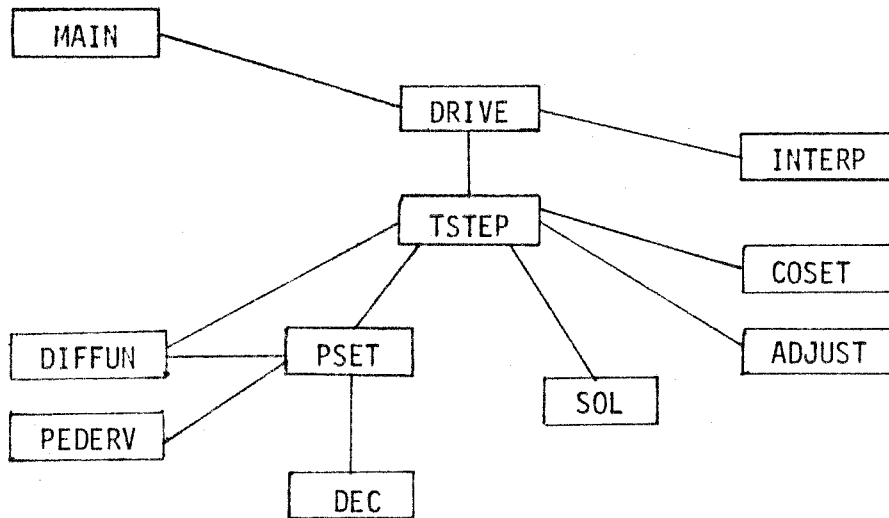 MAIN
DRIVE
INTERP
TSTEP
COSET
DIFFUN
PSET
ADJUST
SOL
PEDERV
DEC